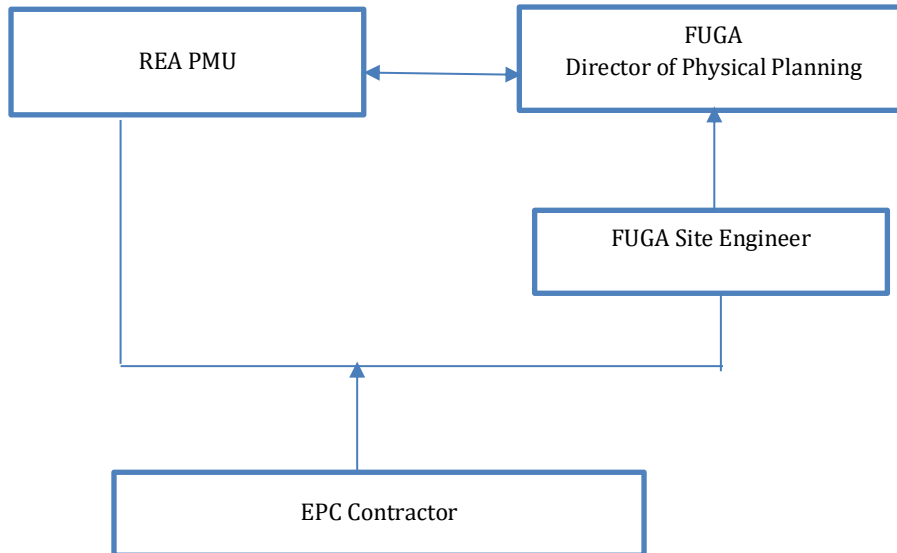 REA PMU
FUGA
Director of Physical Planning
FUGA Site Engineer
EPC Contractor